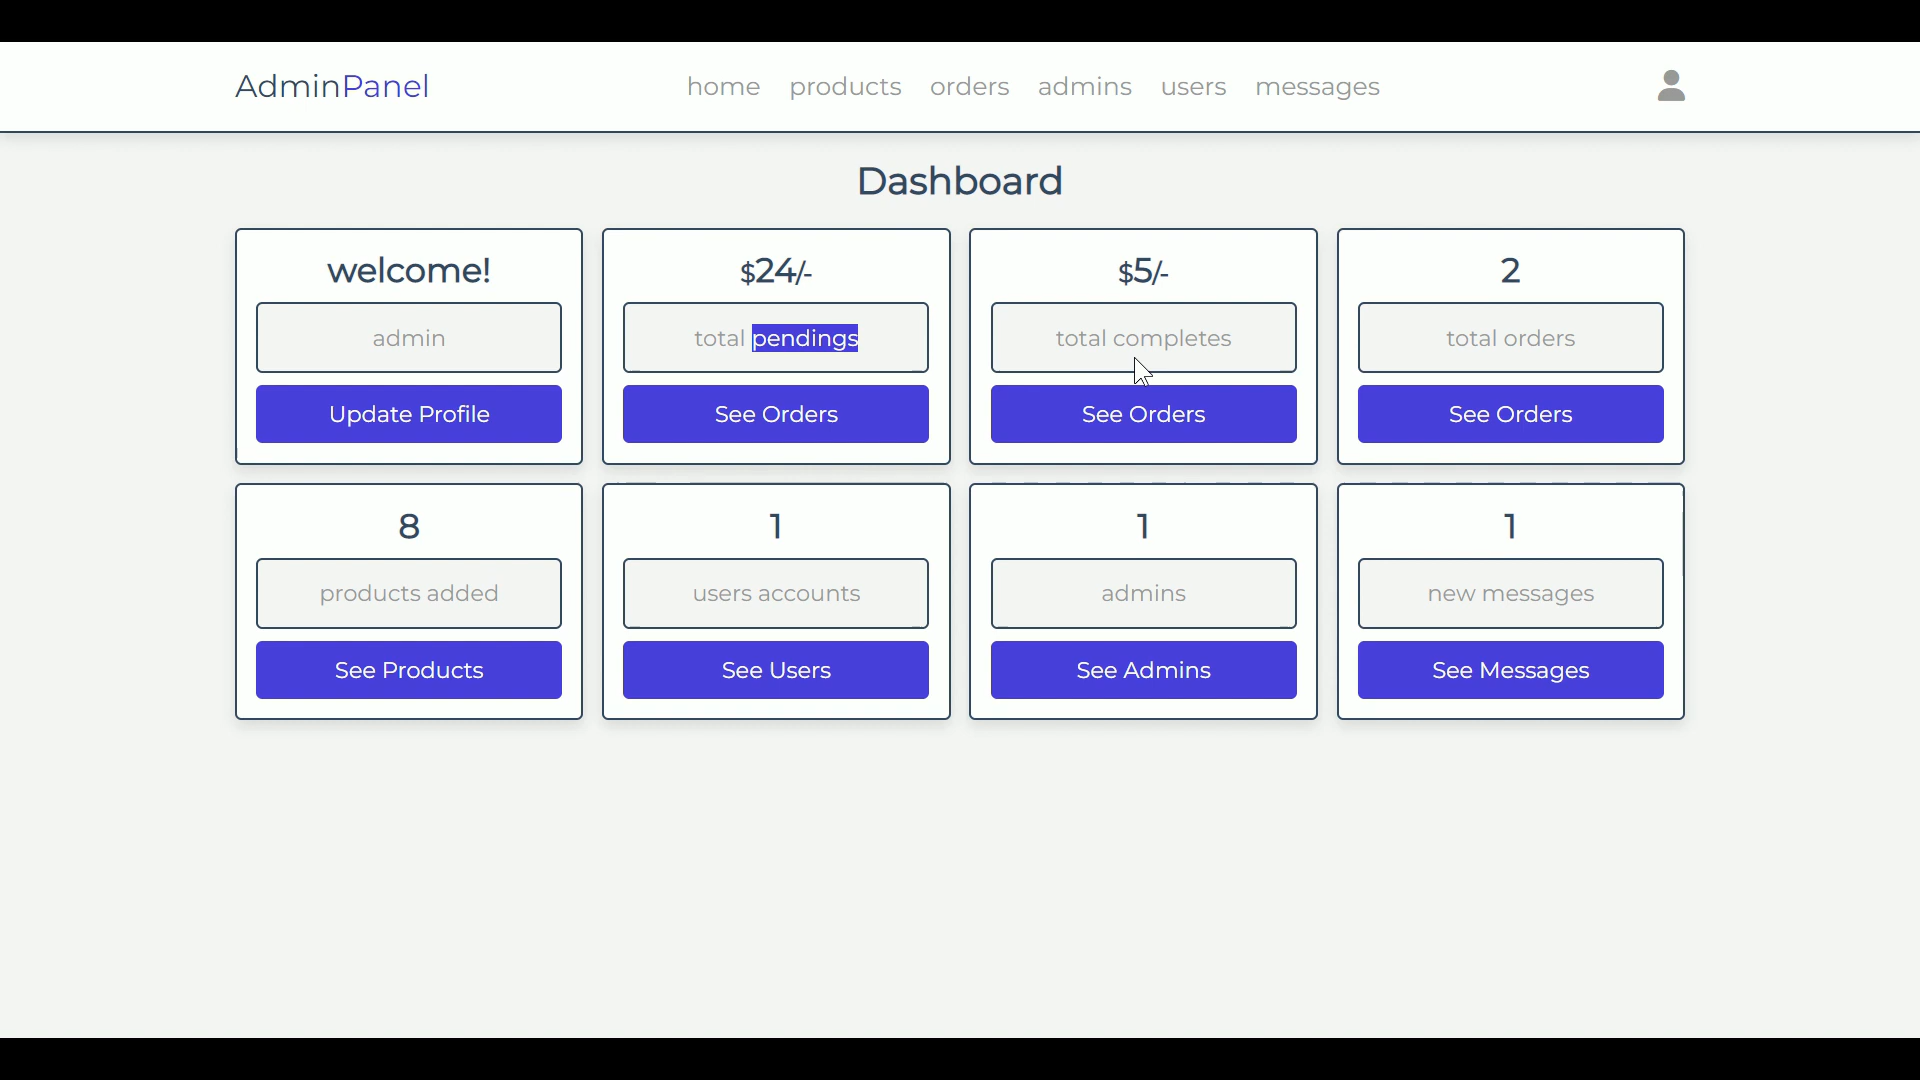 AdminPanel
home products orders admins users messages
Dashboard
welcome!
admin
Update Profile
$24/-
total pendings
See Orders
$5/-
total completes
See Orders
2
total orders
See Orders
8
products added
See Products
1
users accounts
See Users
1
admins
See Admins
1
new messages
See Messages